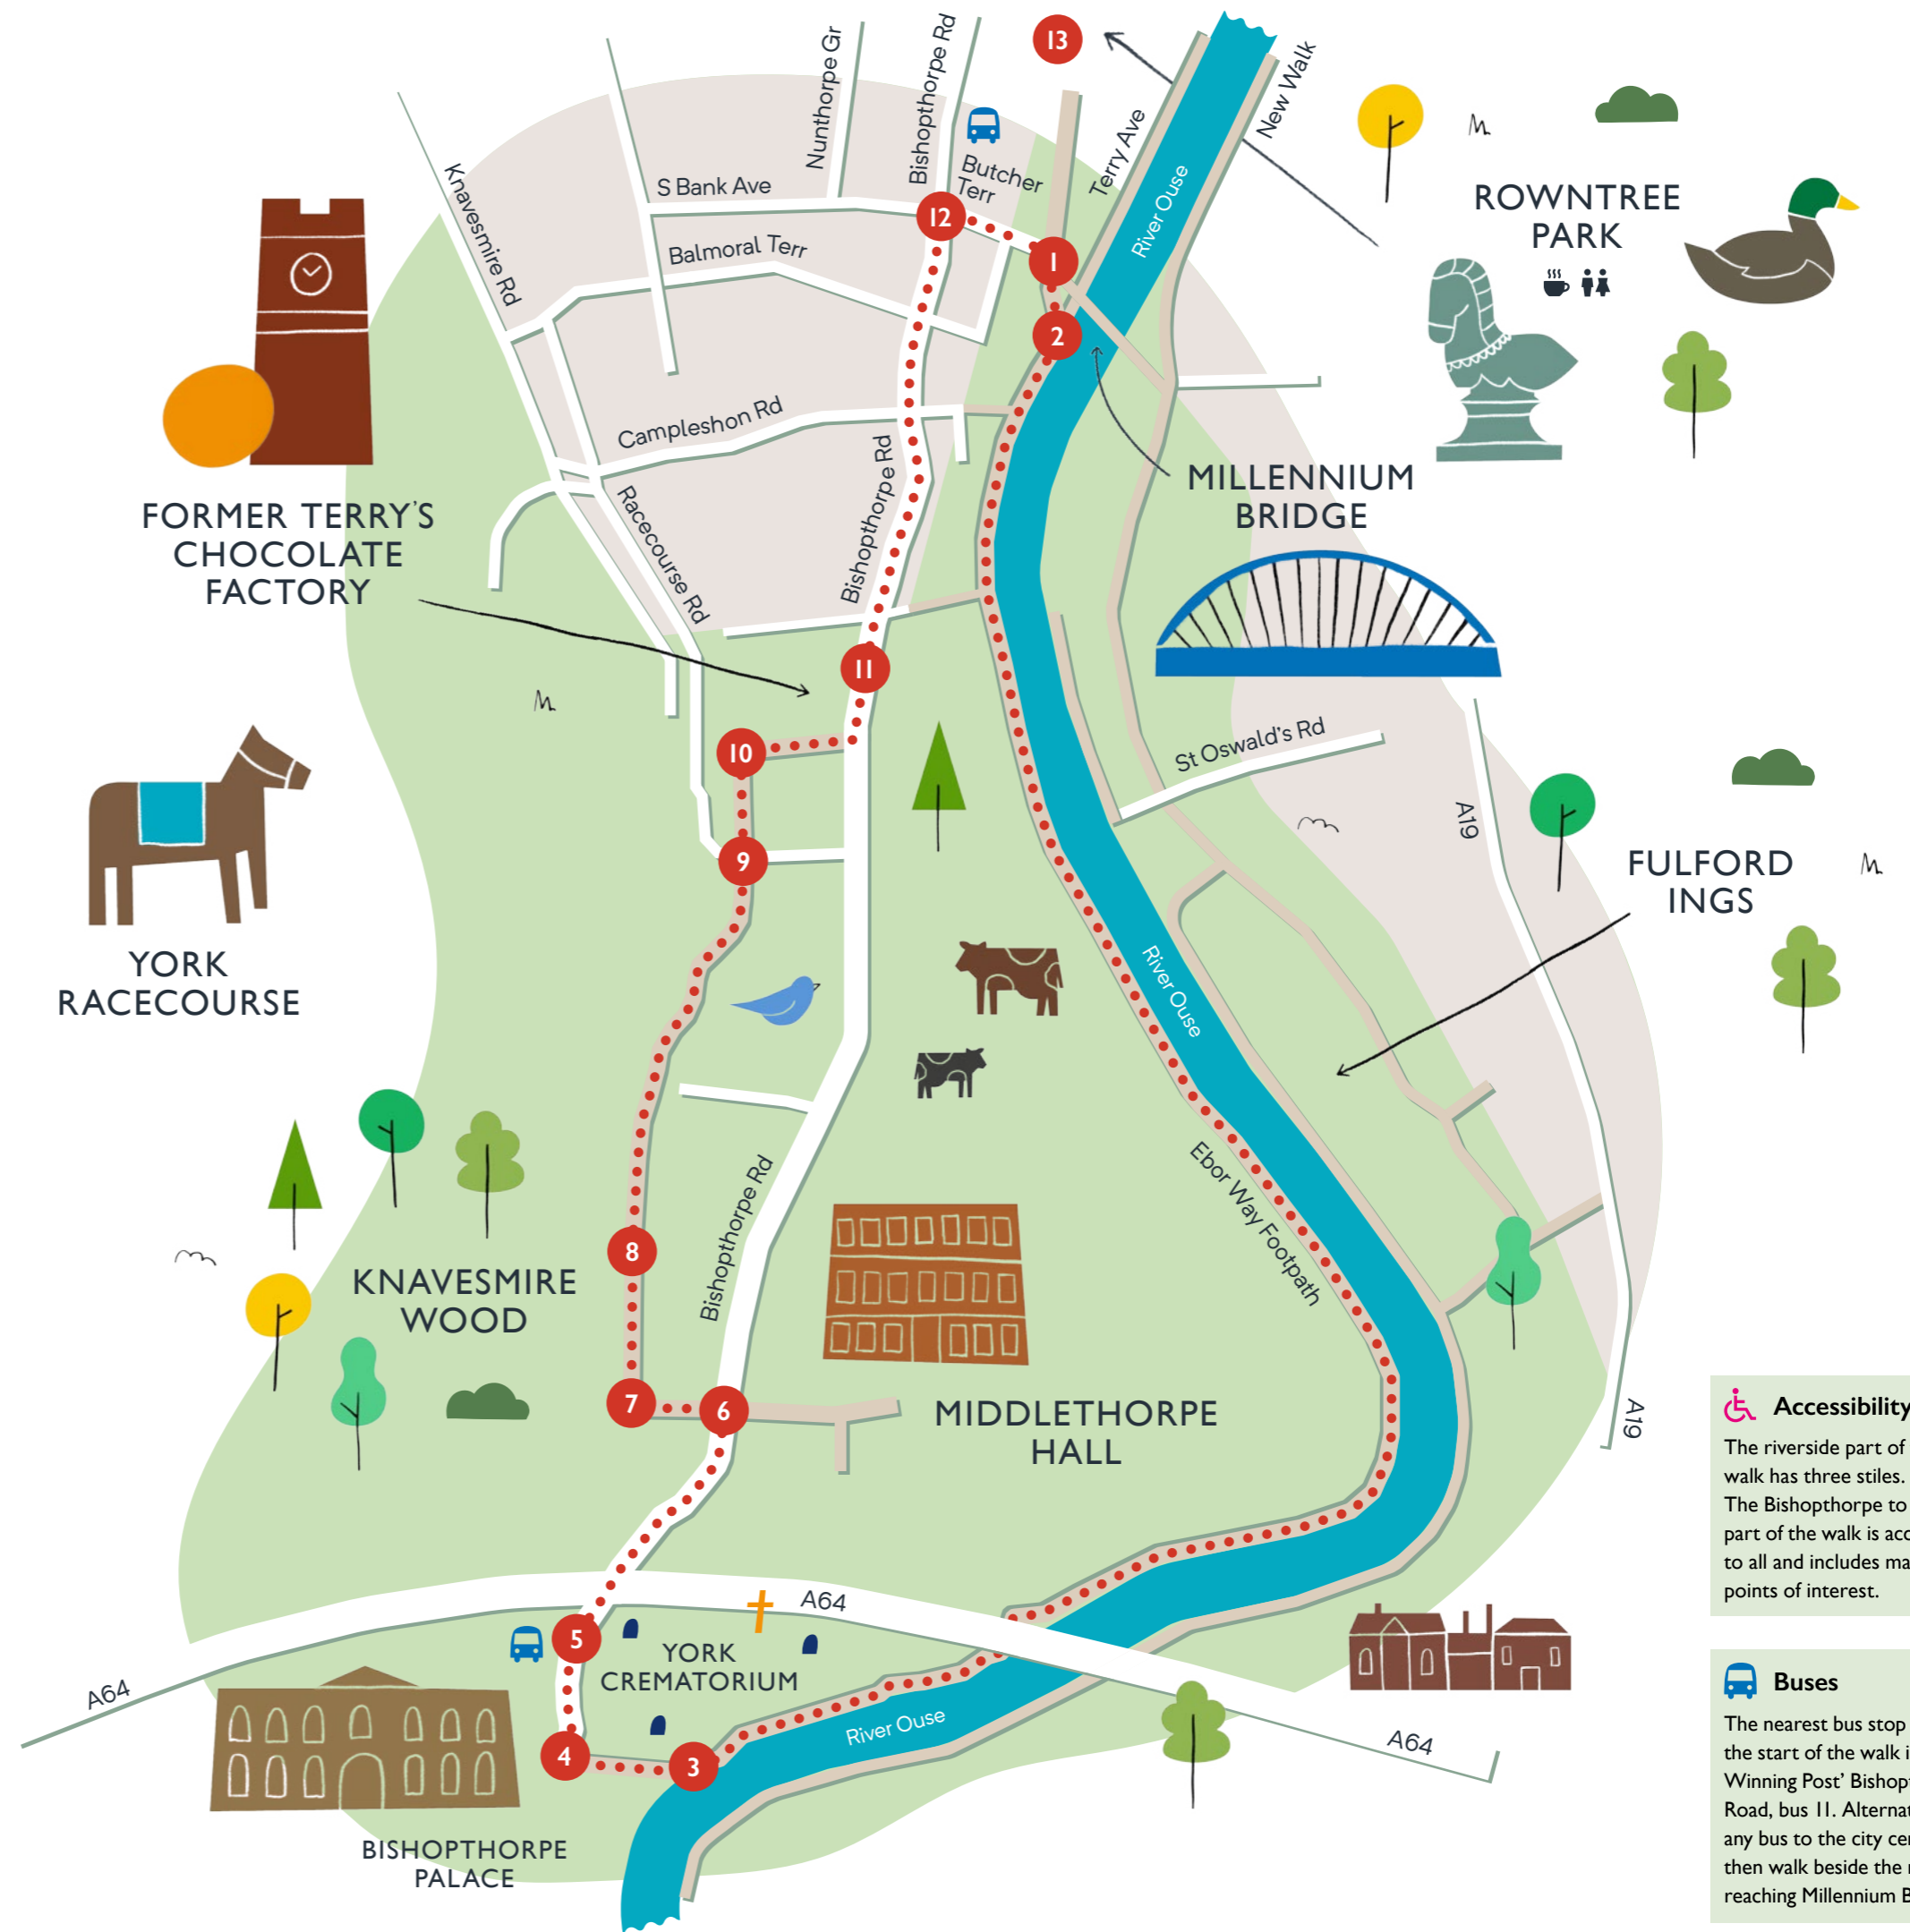 13
Nunthorpe Gr
Bishopthorpe Rd
New Walk
Terry Ave
Butcher
Terr
Knavesmire Rd
S Bank Ave
12
River Ouse
ROWNTREE
PARK
Balmoral Terr
1
2
Campleshon Rd
MILLENNIUM
BRIDGE
FORMER TERRY'S
CHOCOLATE
FACTORY
Racecourse Rd
Bishopthorpe Rd
11
10
St Oswald's Rd
A19
9
FULFORD
INGS
YORK
RACECOURSE
River Ouse
Ebor Way Footpath
Bishopthorpe Rd
8
KNAVESMIRE
WOOD
7
6
MIDDLETHORPE
HALL
A19
Accessibility
The riverside part of
walk has three stiles.
The Bishopthorpe to
part of the walk is
to all and includes
points of interest.
A64
5
YORK
CREMATORIUM
A64
River Ouse
4
3
A64
BISHOPTHORPE
PALACE
Buses
The nearest bus stop
the start of the walk
Winning Post'
Road, bus 11.
any bus to the city
then walk beside the
reaching Millennium